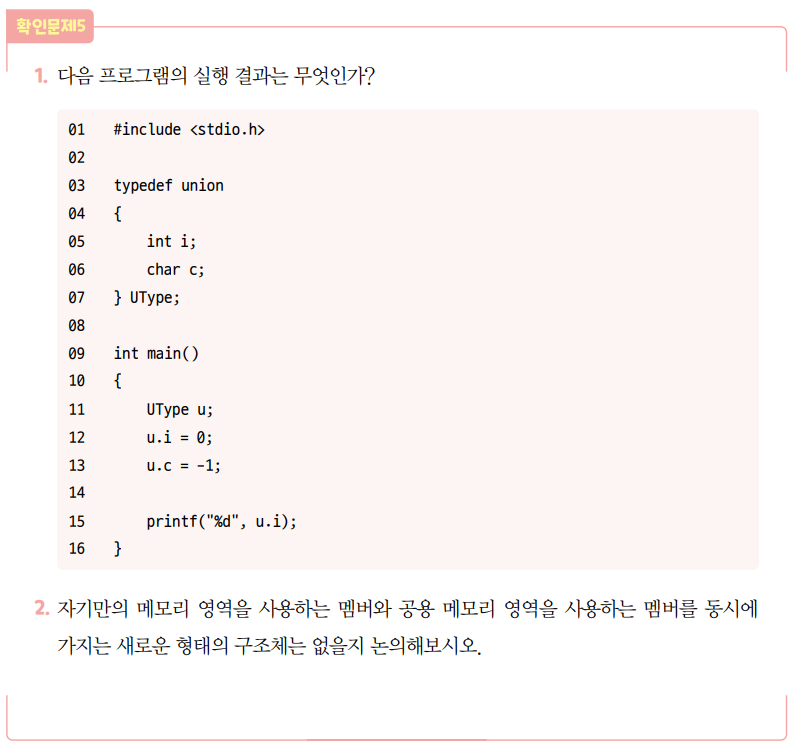 확인문제5
1. 다음 프로그램의 실행 결과는 무엇인가?
01 #include <stdio.h>
02
03 typedef union
04 {
05     int i;
06     char c;
07 } UType;
08
09 int main()
10 {
11     UType u;
12     u.i = 0;
13     u.c = -1;
14
15     printf("%d", u.i);
16 }
2. 자기만의 메모리 영역을 사용하는 멤버와 공용 메모리 영역을 사용하는 멤버를 동시에
가지는 새로운 형태의 구조체는 없을지 논의해보시오.